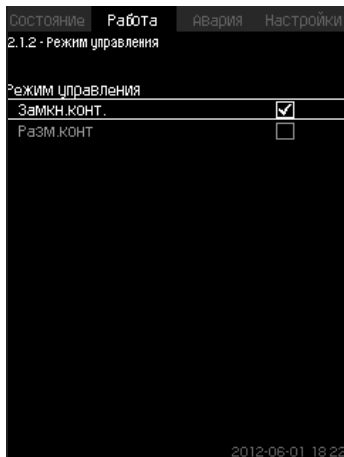 Состояние Работа Авария Настройки
2.1.2 - Режим управления
Режим управления
Замкн.конт.
Разм.конт
2012-06-01 18:22